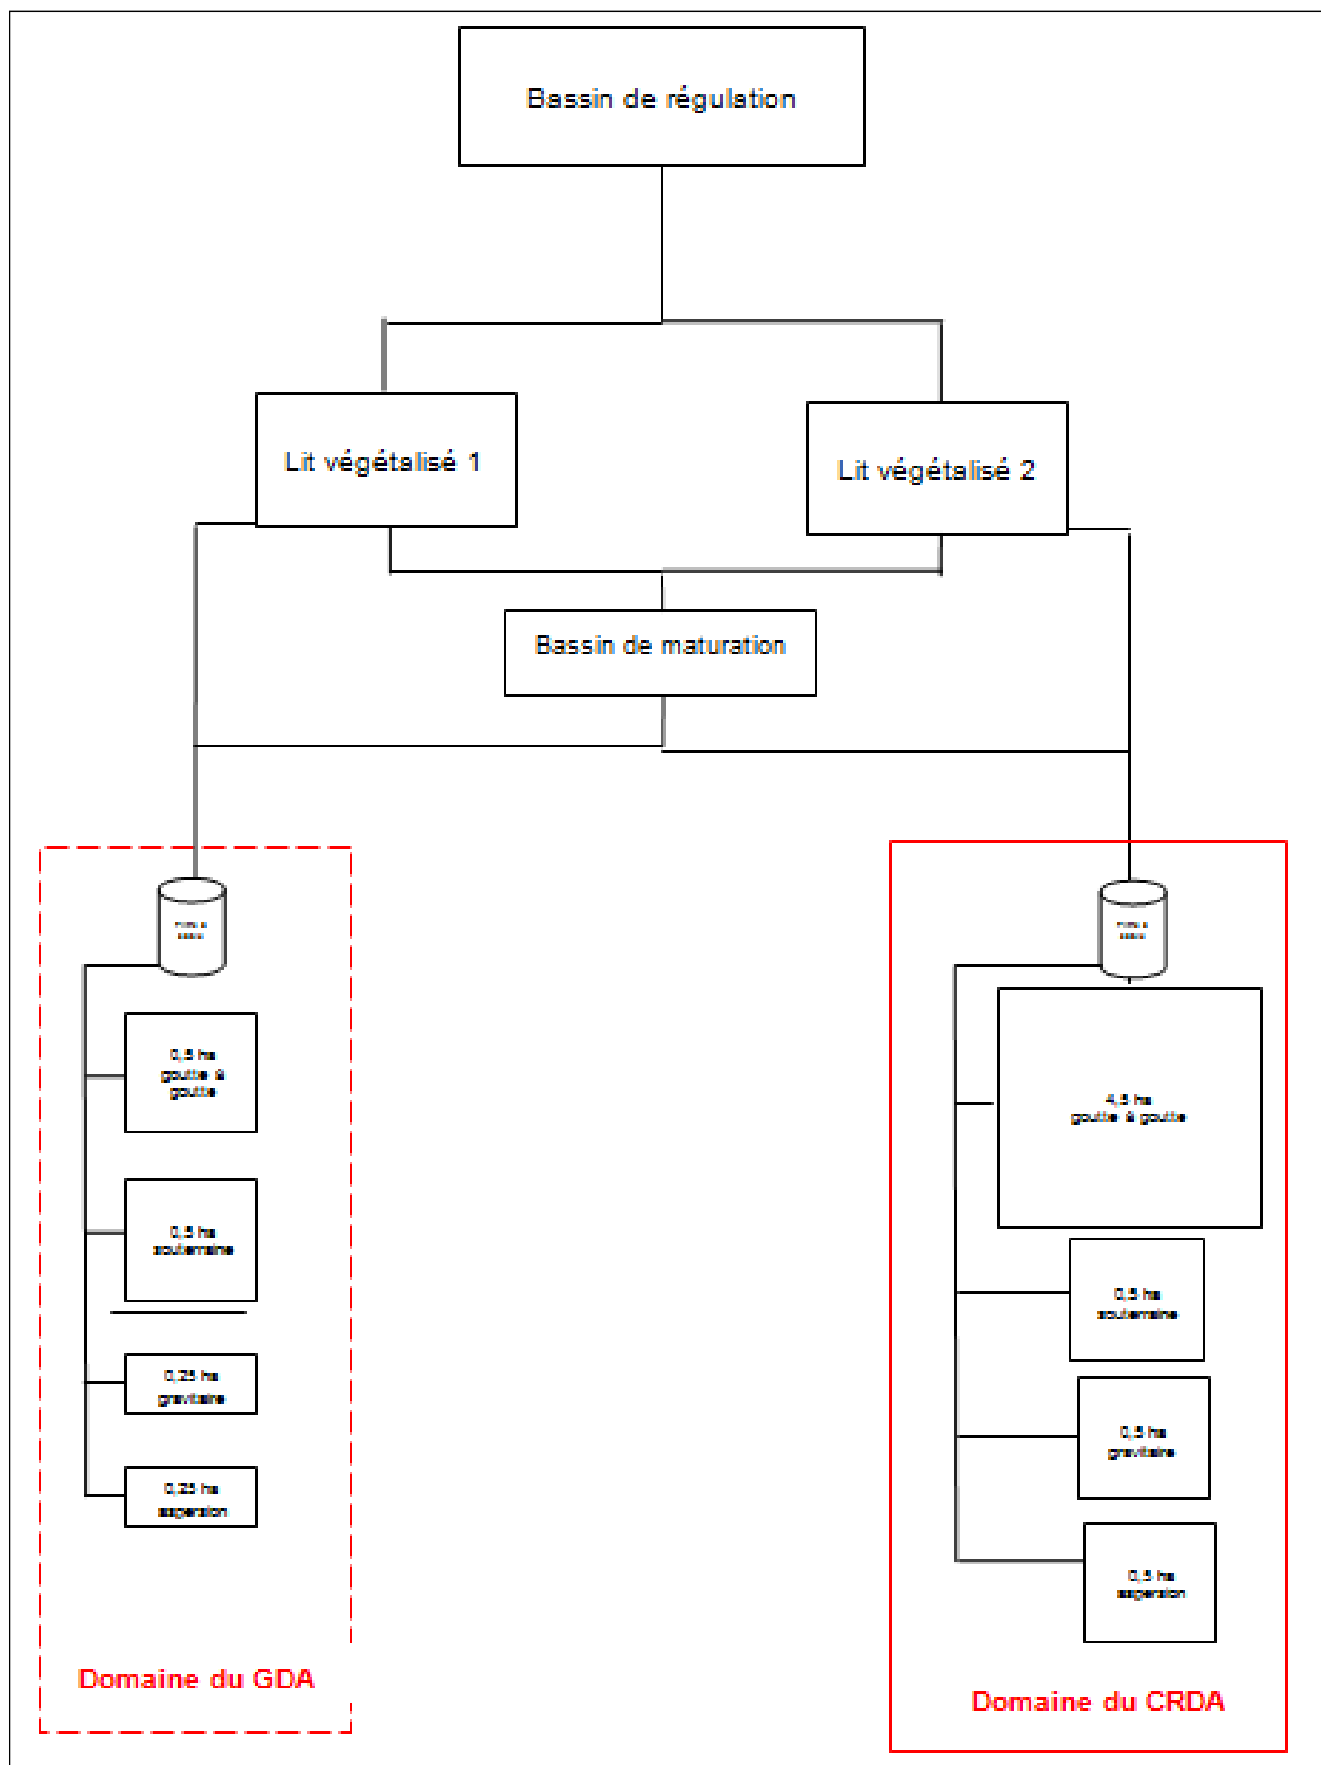 Bassin de régulation
Lit végétalisé 1
Lit végétalisé 2
Bassin de maturation
0,5 ha
goutte à
goutte
0,5 ha
souterraine
0,25 ha
gravitaire
0,25 ha
aspersion
Domaine du GDA
4,5 ha
goutte à goutte
0,5 ha
souterraine
0,5 ha
gravitaire
0,5 ha
aspersion
Domaine du CRDA